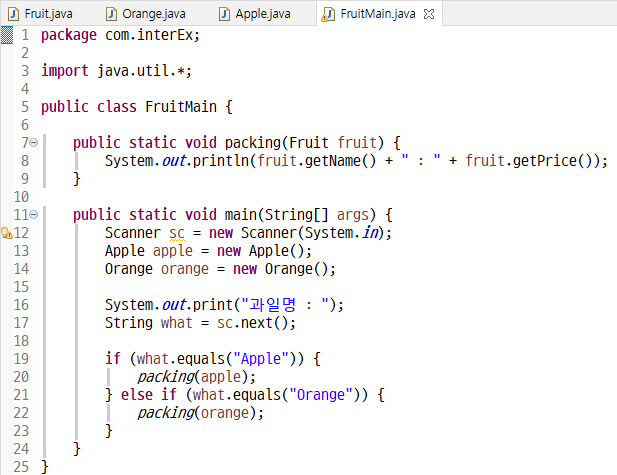 Fruit.java Orange.java Apple.java FruitMain.java
1 package com.interEx;
2
3 import java.util.*;
4
5 public class FruitMain {
6
7 public static void packing(Fruit fruit) {
8 System.out.println(fruit.getName() + " : " + fruit.getPrice());
9 }
10
11 public static void main(String[] args) {
12 Scanner sc = new Scanner(System.in);
13 Apple apple = new Apple();
14 Orange orange = new Orange();
15
16 System.out.print("과일명 : ");
17 String what = sc.next();
18
19 if (what.equals("Apple")) {
20 packing(apple);
21 } else if (what.equals("Orange")) {
22 packing(orange);
23 }
24 }
25 }